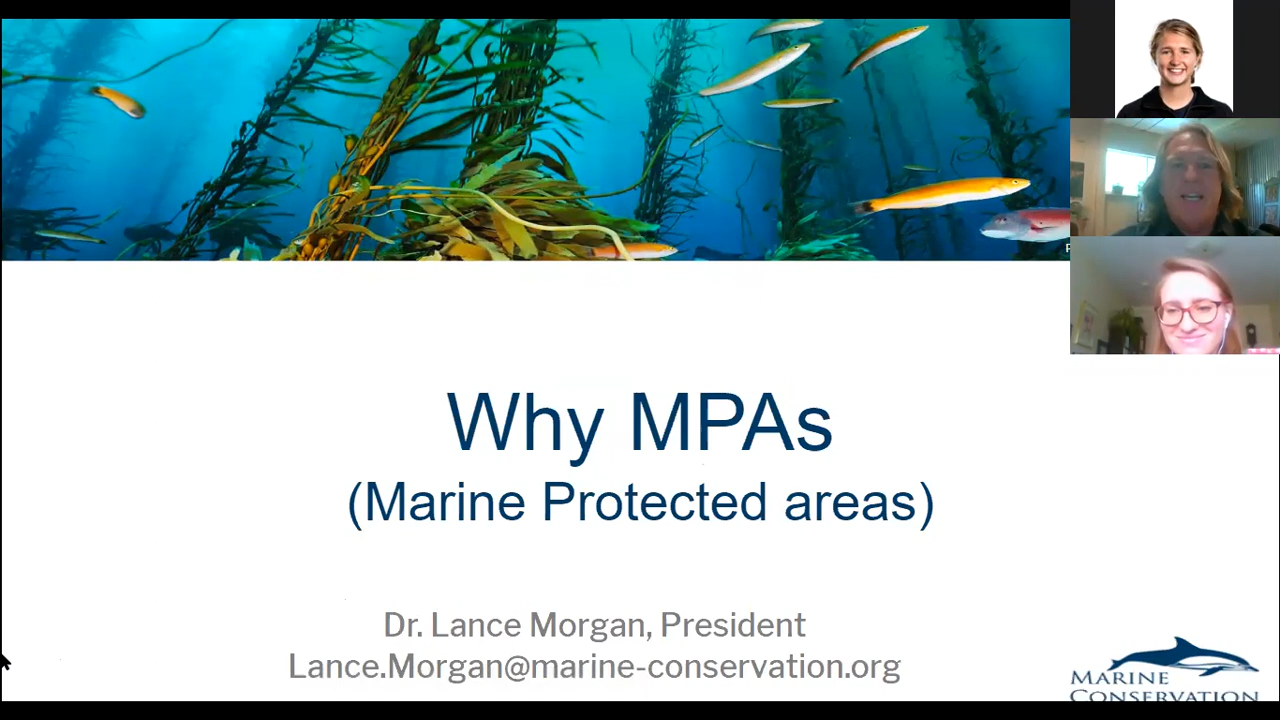 Why MPAs
(Marine Protected areas)
Dr. Lance Morgan, President
Lance.Morgan@marine-conservation.org
MARINE
CONSERVATION